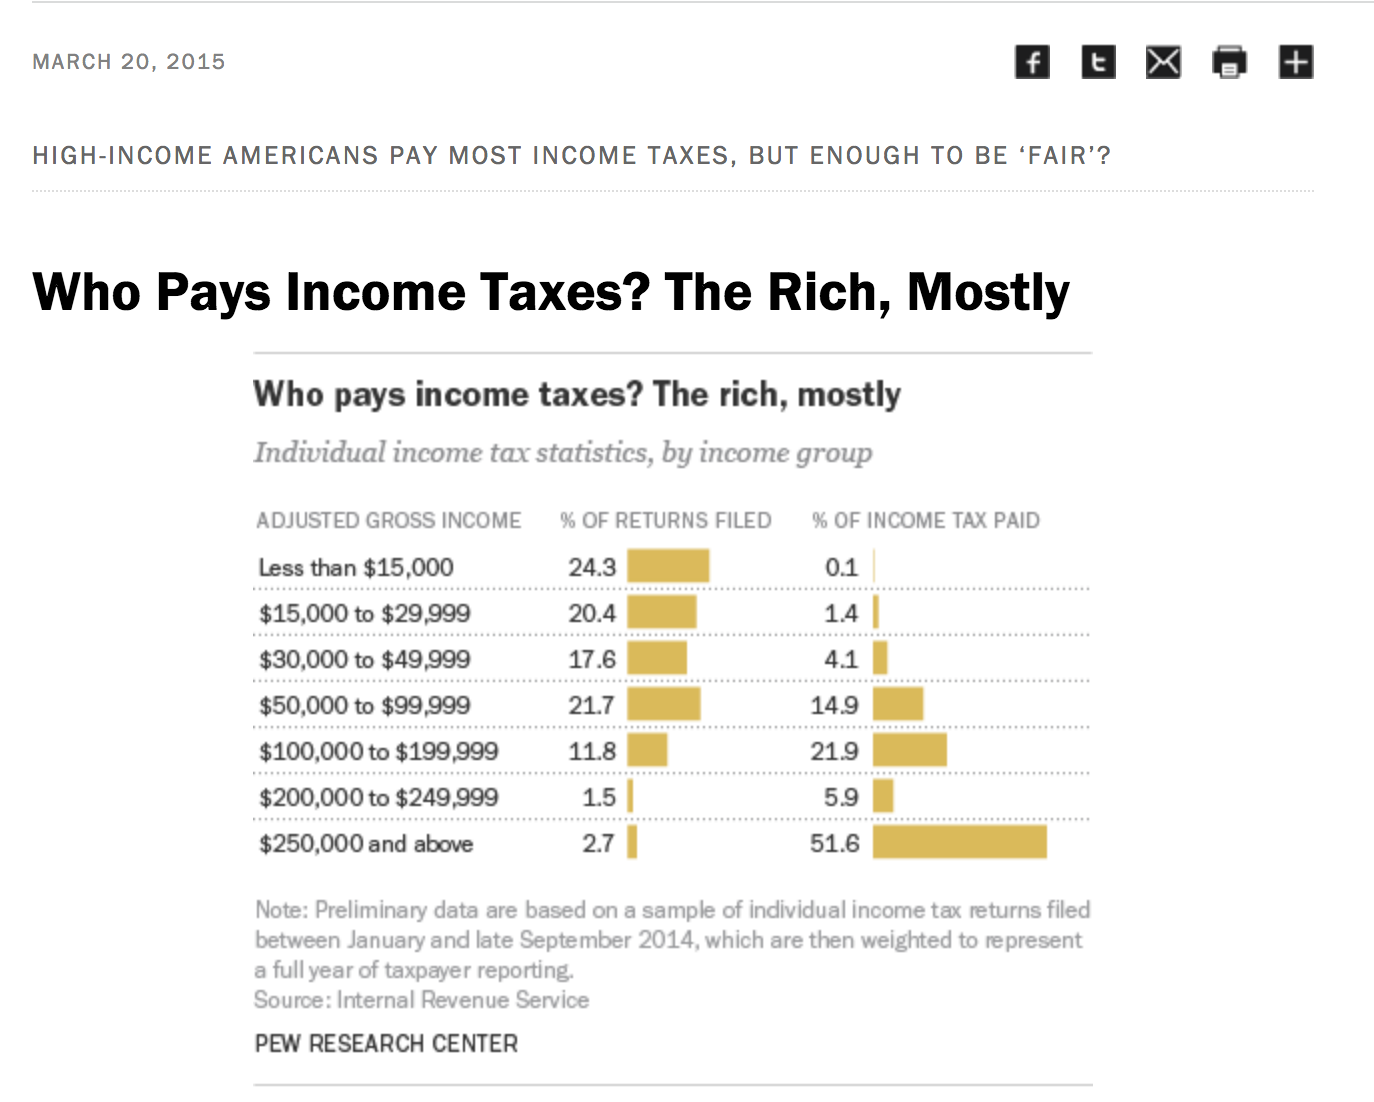 MARCH 20, 2015
HIGH-INCOME AMERICANS PAY MOST INCOME TAXES, BUT ENOUGH TO BE ‘FAIR’?
Who Pays Income Taxes? The Rich, Mostly
Who pays income taxes? The rich, mostly
Individual income tax statistics, by income group
ADJUSTED GROSS INCOME % OF RETURNS FILED % OF INCOME TAX PAID
Less than $15,000 24.3 0.1
$15,000 to $29,999 20.4 1.4
$30,000 to $49,999 17.6 4.1
$50,000 to $99,999 21.7 14.9
$100,000 to $199,999 11.8 21.9
$200,000 to $249,999 1.5 5.9
$250,000 and above 2.7 51.6
Note: Preliminary data are based on a sample of individual income tax returns filed
between January and late September 2014, which are then weighted to represent
a full year of taxpayer reporting.
Source: Internal Revenue Service
PEW RESEARCH CENTER